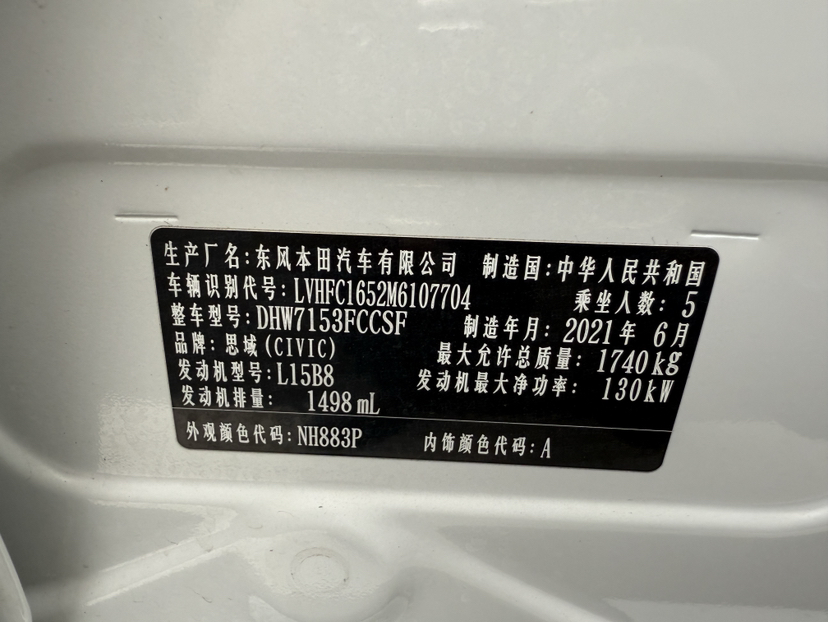 生产厂名:东风本田汽车有限公司 制造国:中华人民共和国
车辆识别代号:LVHFC1652M6107704 乘坐人数:5
整车型号:DHW7153FCCSF 制造年月:2021年 6月
品牌:思域(CIVIC) 最大允许总质量:1740kg
发动机型号:L15B8 发动机最大净功率:130kW
发动机排量: 1498mL
外观颜色代码:NH883P 内饰颜色代码:A